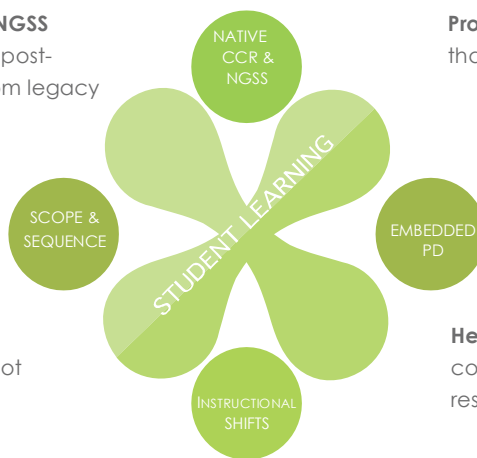 NGSS
post-
m legacy
Pro
tha
NATIVE
CCR &
NGSS
STUDENT LEARNING
SCOPE &
SEQUENCE
EMBEDDED
PD
ot
He
co
res
INSTRUCTIONAL
SHIFTS